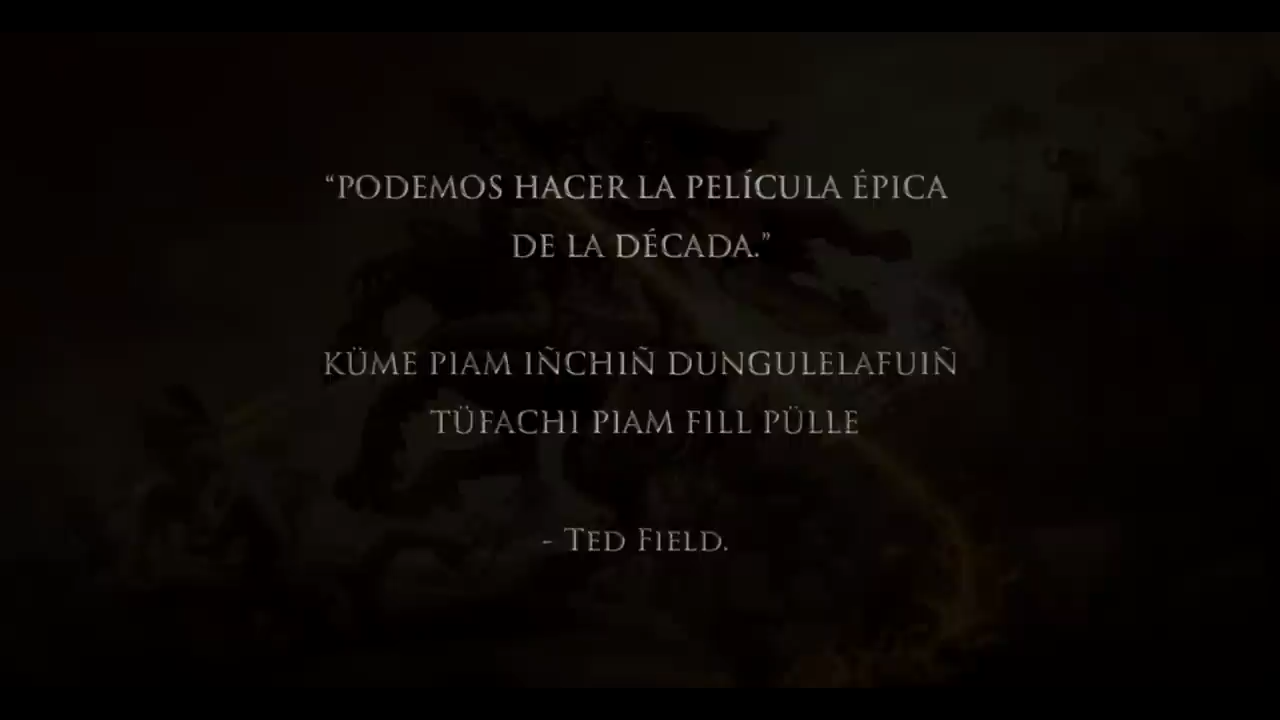 “PODEMOS HACER LA PELÍCULA ÉPICA
DE LA DÉCADA.”
KÜME PIAM IÑCHIÑ DUNGULELAFUIÑ
TÜFACHI PIAM FILL PÜLLE
- TED FIELD.